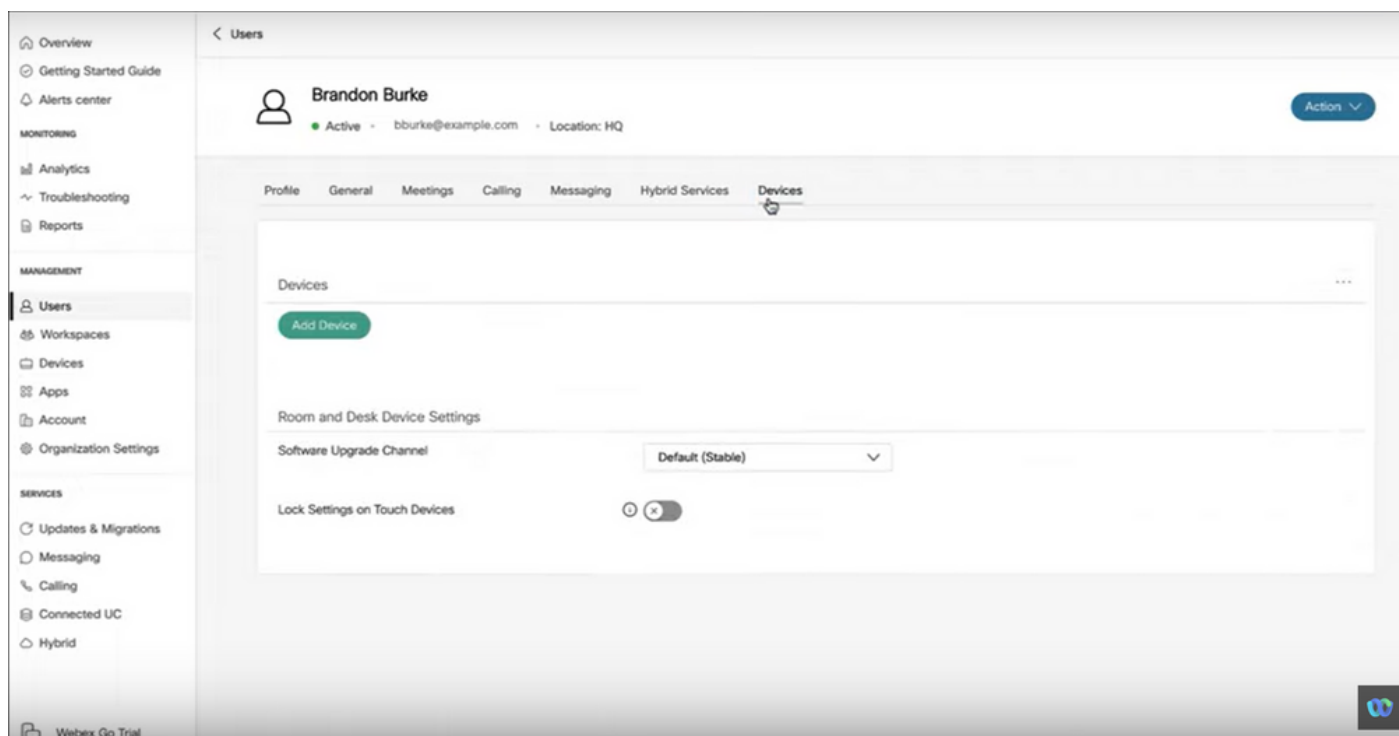 Overview
Getting Started Guide
Alerts center
MONITORING
Analytics
Troubleshooting
Reports
MANAGEMENT
Users
Workspaces
Devices
Apps
Account
Organization Settings
SERVICES
Updates & Migrations
Messaging
Calling
Connected UC
Hybrid
Webex Go Trial
Users
Brandon Burke
Active - bburke@example.com - Location: HQ
Action
Profile General Meetings Calling Messaging Hybrid Services Devices
Devices
Add Device
Room and Desk Device Settings
Software Upgrade Channel Default (Stable)
Lock Settings on Touch Devices